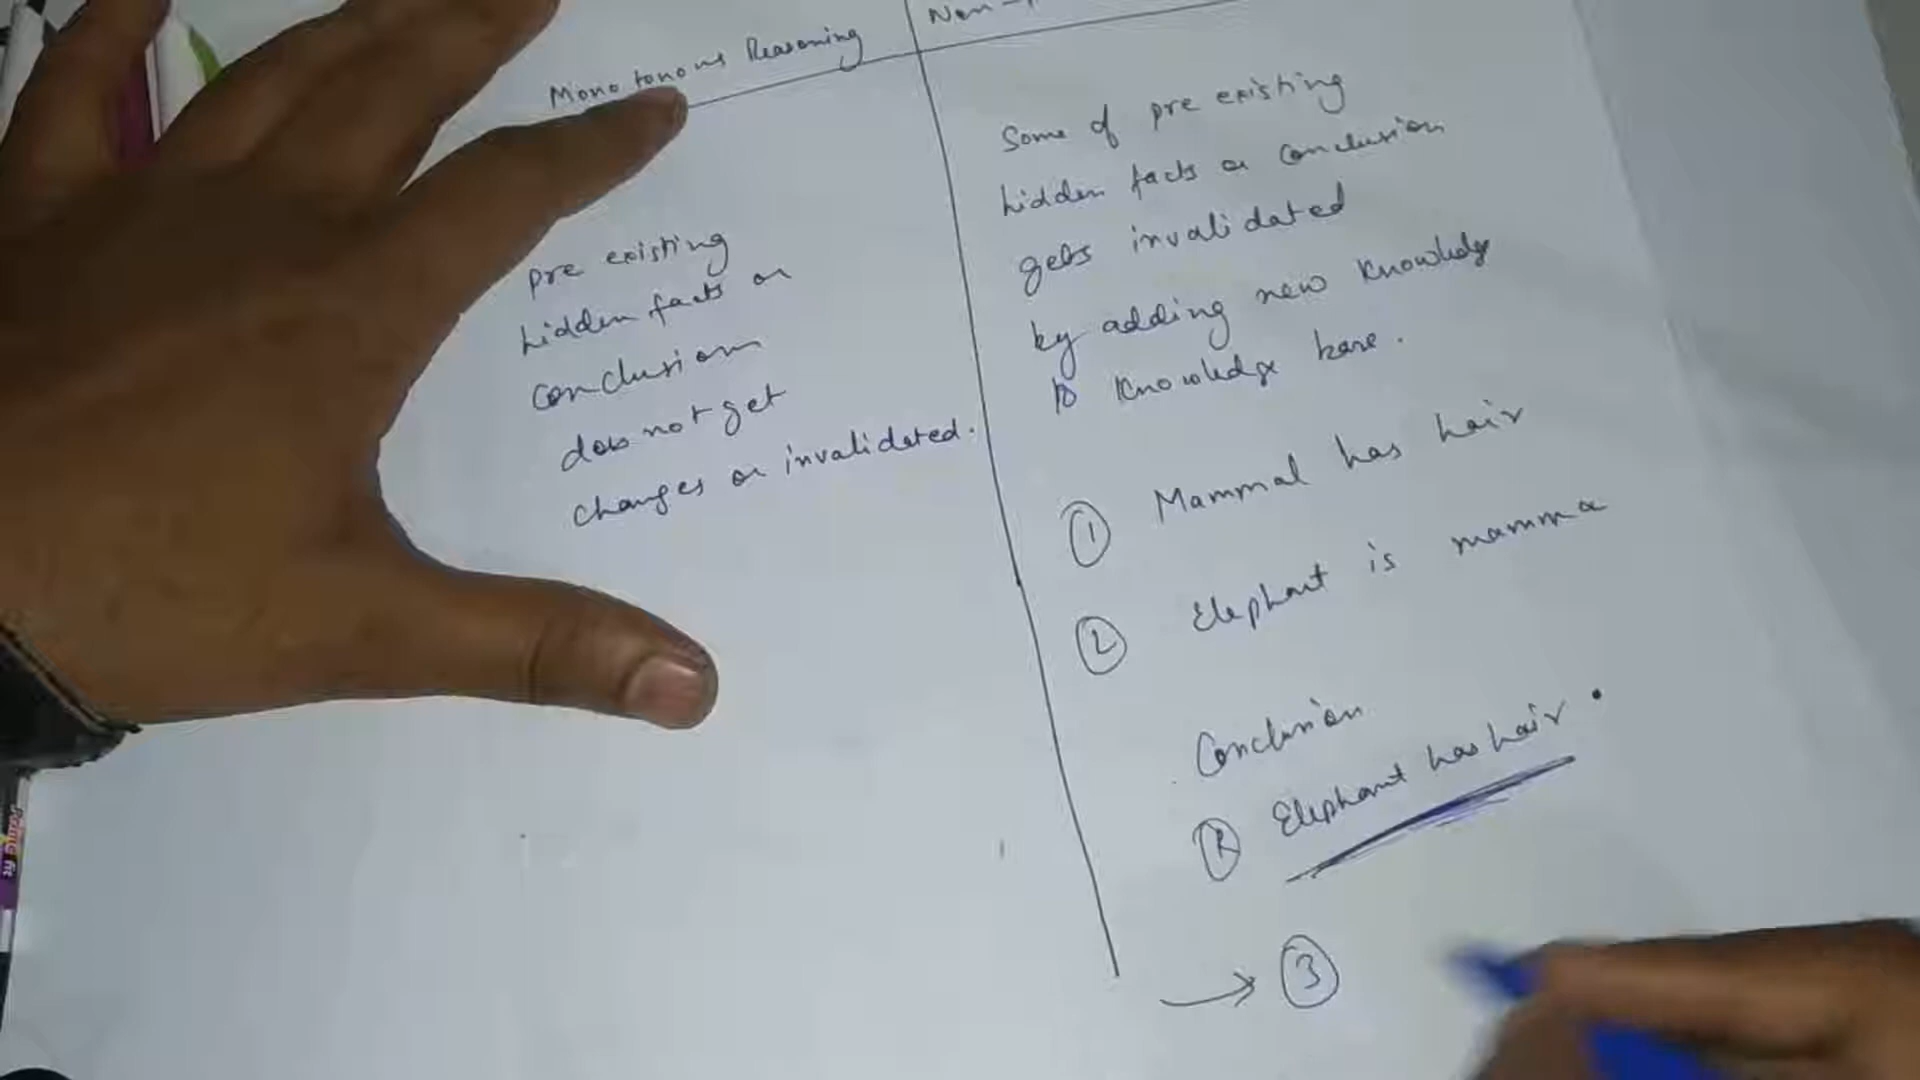 Monotonous Reasoning
Non-
pre existing
hidden facts or
conclusions
does not get
changes or invalidated.
Some of pre existing
hidden facts or conclusion
gets invalidated
by adding new knowledge
to knowledge base.
① Mammal has hair
② Elephant is mamma
Conclusion
Elephant has hair.
→ ③